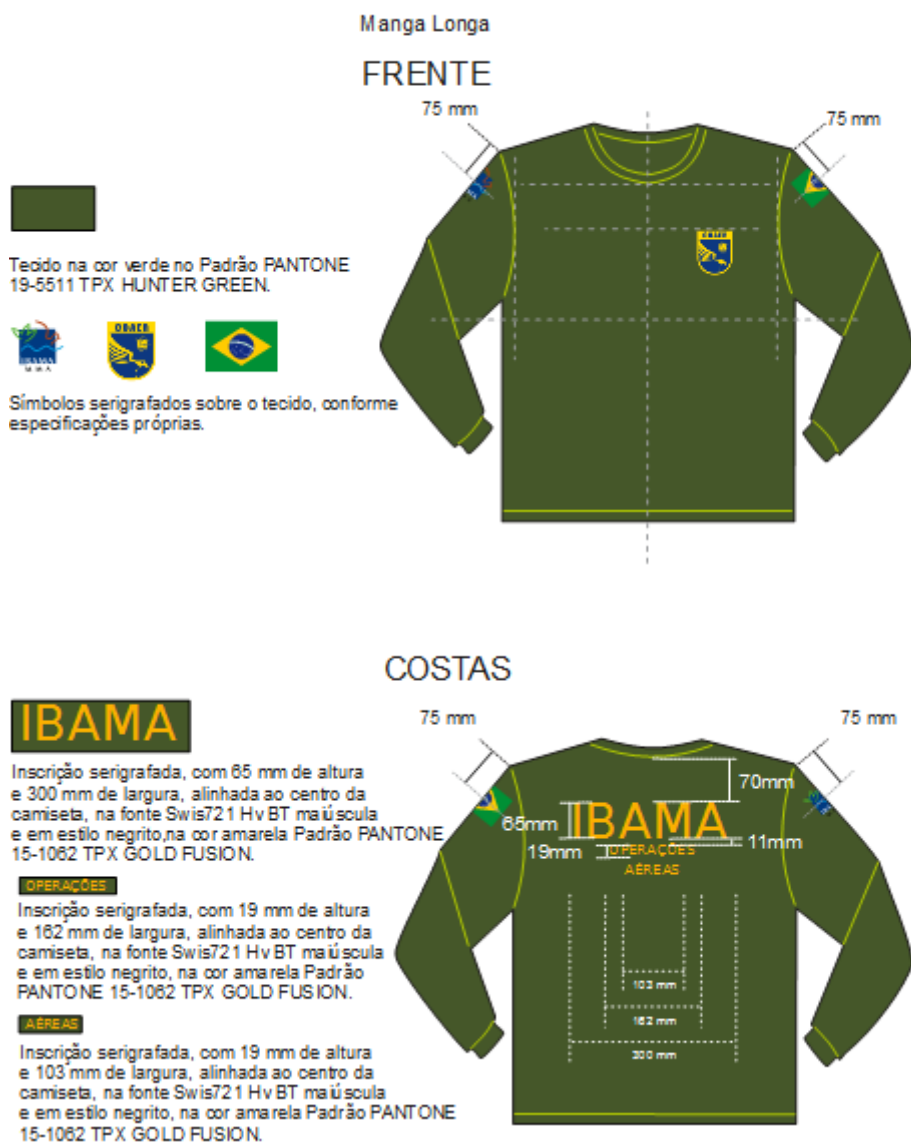 Manga Longa
FRENTE
75 mm
75 mm
Tecido na cor verde no Padrão PANTONE
19-5511 TPX HUNTER GREEN.
IBAMA
M M A
Símbolos serigrafados sobre o tecido, conforme
especificações próprias.
COSTAS
75 mm
75 mm
IBAMA
Inscrição serigrafada, com 65 mm de altura
e 300 mm de largura, alinhada ao centro da
camiseta, na fonte Swis721 Hv BT maiúscula
e em estilo negrito,na cor amarela Padrão PANTONE
15-1062 TPX GOLD FUSION.
OPERAÇÕES
Inscrição serigrafada, com 19 mm de altura
e 162 mm de largura, alinhada ao centro da
camiseta, na fonte Swis721 Hv BT maiúscula
e em estilo negrito, na cor amarela Padrão
PANTONE 15-1062 TPX GOLD FUSION.
AÉREAS
Inscrição serigrafada, com 19 mm de altura
e 103 mm de largura, alinhada ao centro da
camiseta, na fonte Swis721 Hv BT maiúscula
e em estilo negrito, na cor amarela Padrão PANTONE
15-1062 TPX GOLD FUSION.
70mm
65mm
IBAMA
11mm
19mm
OPERAÇÕES
AÉREAS
103 mm
162 mm
300 mm